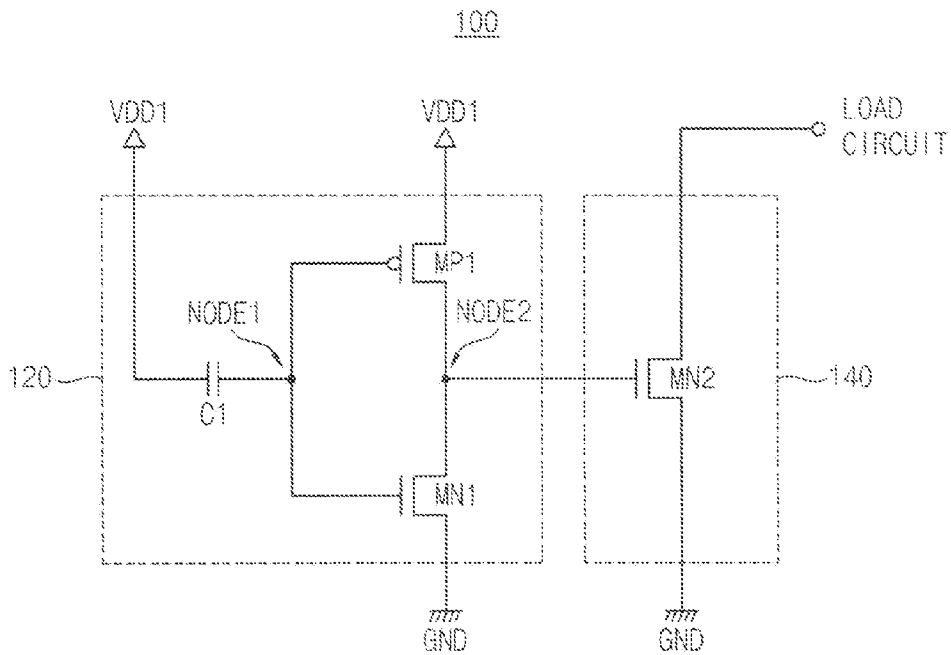 100
VDD1
VDD1
LOAD
CIRCUIT
MP1
NODE1
NODE2
120
C1
MN2
140
MN1
GND
GND